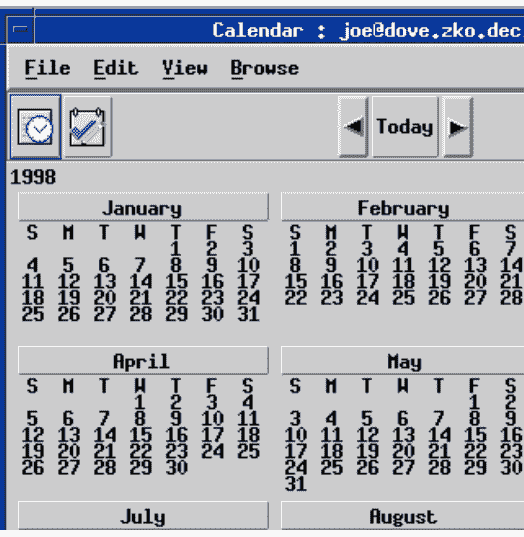 Calendar : joe@dove.zko.dec
File Edit View Browse
Today
1998
January February
S M T W T F S S M T W T F S
1 2 3 1 2 3 4 5 6 7
4 5 6 7 8 9 10 8 9 10 11 12 13 14
11 12 13 14 15 16 17 15 16 17 18 19 20 21
18 19 20 21 22 23 24 22 23 24 25 26 27 28
25 26 27 28 29 30 31
April May
S M T W T F S S M T W T F S
1 2 3 4 1 2
5 6 7 8 9 10 11 3 4 5 6 7 8 9
12 13 14 15 16 17 18 10 11 12 13 14 15 16
19 20 21 22 23 24 25 17 18 19 20 21 22 23
26 27 28 29 30 24 25 26 27 28 29 30
31
July August